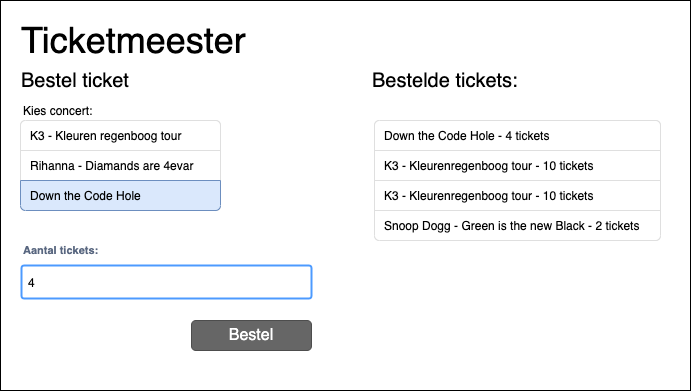 Ticketmeester
Bestel ticket
Kies concert:
K3 - Kleuren regenboog tour
Rihanna - Diamands are 4evar
Down the Code Hole
Aantal tickets:
4
Bestel
Bestelde tickets:
Down the Code Hole - 4 tickets
K3 - Kleurenregenboog tour - 10 tickets
K3 - Kleurenregenboog tour - 10 tickets
Snoop Dogg - Green is the new Black - 2 tickets